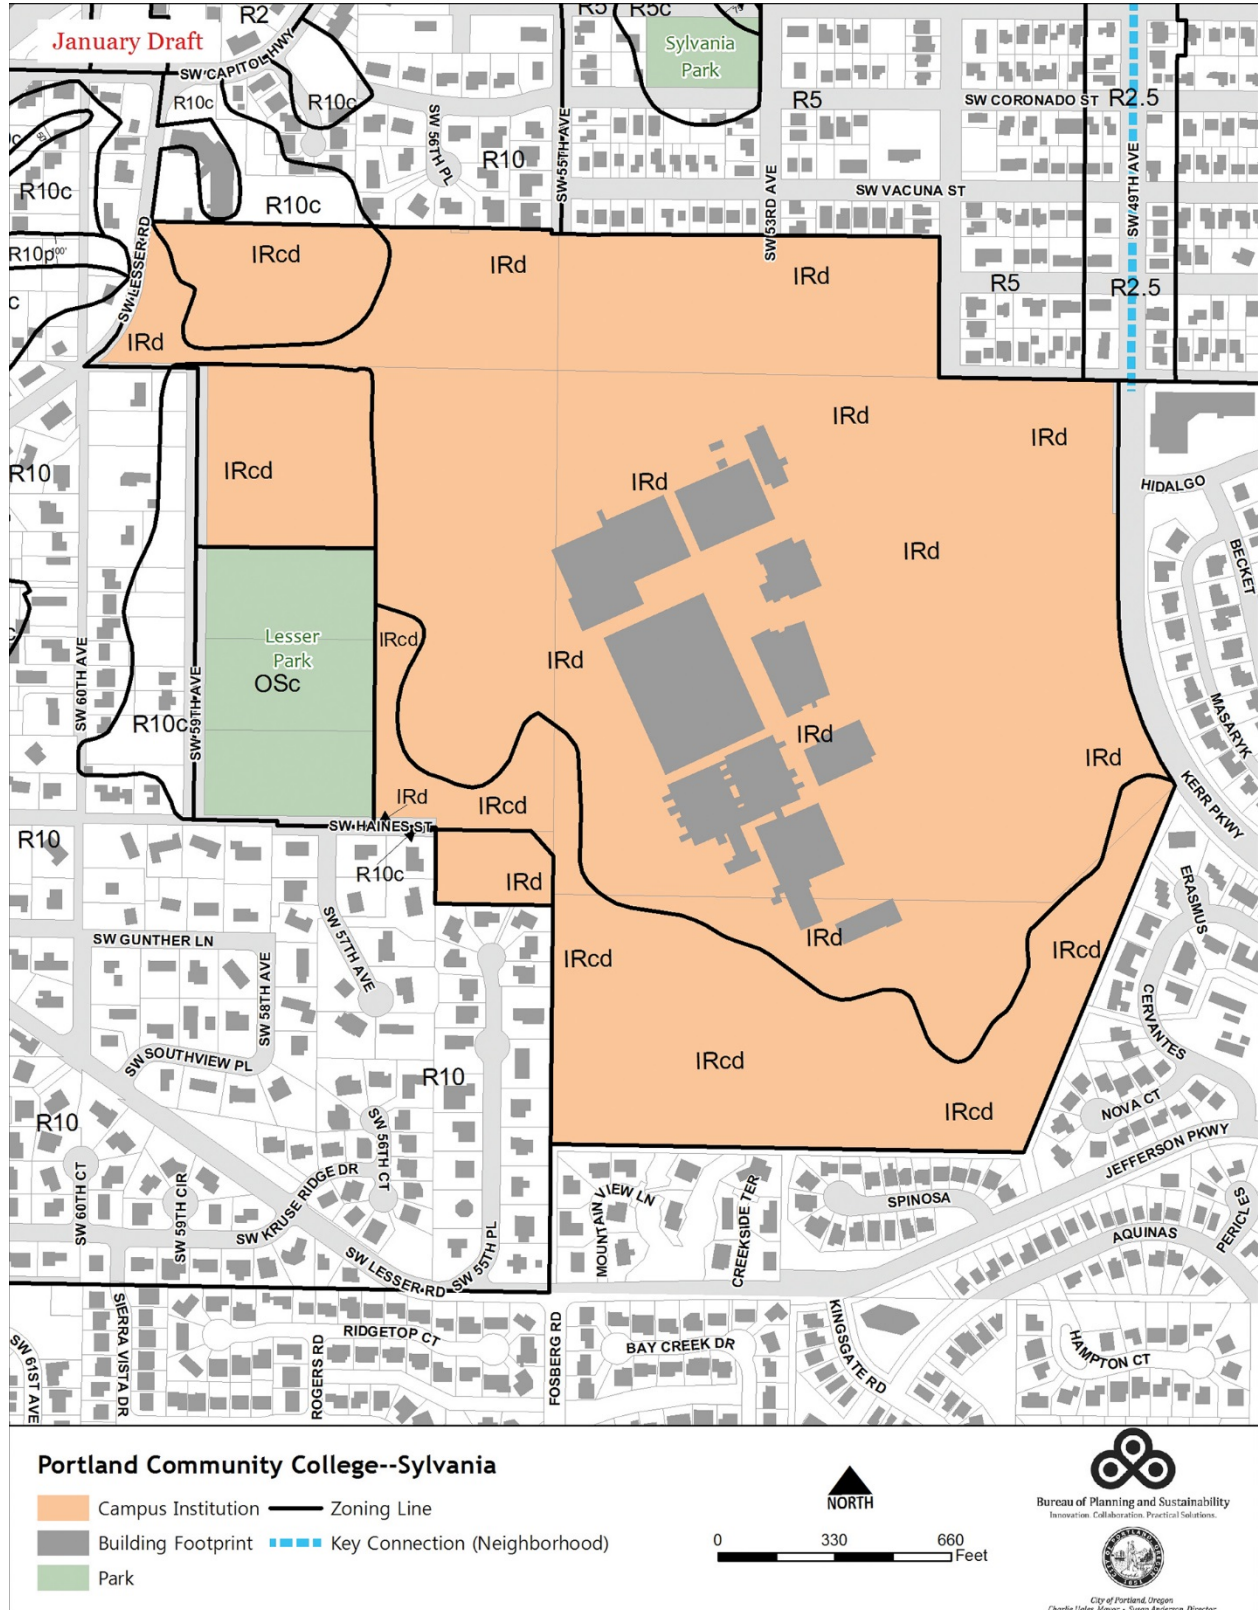 January Draft
R2
R5
R5c
Sylvania
Park
SW CAPITOL HWY
R10c
R10c
SW 56TH PL
R10
SW 55TH AVE
R5
SW CORONADO ST
R2.5
SW 49TH AVE
SW VACUNA ST
SW 53RD AVE
R10c
R10c
R10p
SW LESSER RD
IRcd
IRd
IRd
R5
R2.5
IRd
IRd
IRd
R10
IRcd
IRd
HIDALGO
BECKET
IRd
Lesser
Park
OSc
IRcd
IRd
SW 60TH AVE
R10c
SW 59TH AVE
MASARYK
IRd
IRd
KERR PKWY
IRd
IRcd
SW HAINES ST
R10
R10c
IRd
ERASMUS
SW GUNTHER LN
SW 57TH AVE
SW 58TH AVE
IRd
IRcd
IRcd
CERVANTES
SW SOUTHVIEW PL
R10
IRcd
R10
SW 56TH CT
IRcd
NOVA CT
JEFFERSON PKWY
SW 60TH CT
SW 59TH CIR
SW KRUSE RIDGE DR
SW LESSER RD
SW 55TH PL
MOUNTAIN VIEW LN
CREEKSIDE TER
SPINOSA
AQUINAS
PERICLES
SW 61ST AVE
SIERRA VISTA DR
RIDGETOP CT
ROGERS RD
FOSBERG RD
BAY CREEK DR
KINGSGATE RD
HAMPTON CT
Portland Community College--Sylvania
Campus Institution
Zoning Line
Building Footprint
Key Connection (Neighborhood)
Park
NORTH
0 330 660
Feet
Bureau of Planning and Sustainability
Innovation. Collaboration. Practical Solutions.
City of Portland, Oregon
Charlie Hales, Mayor • Susan Anderson, Director